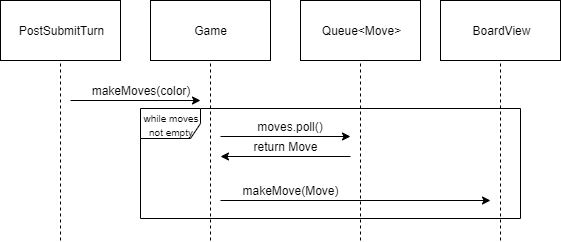 PostSubmitTurn
Game
Queue<Move>
BoardView
makeMoves(color)
while moves
not empty
moves.poll()
return Move
makeMove(Move)